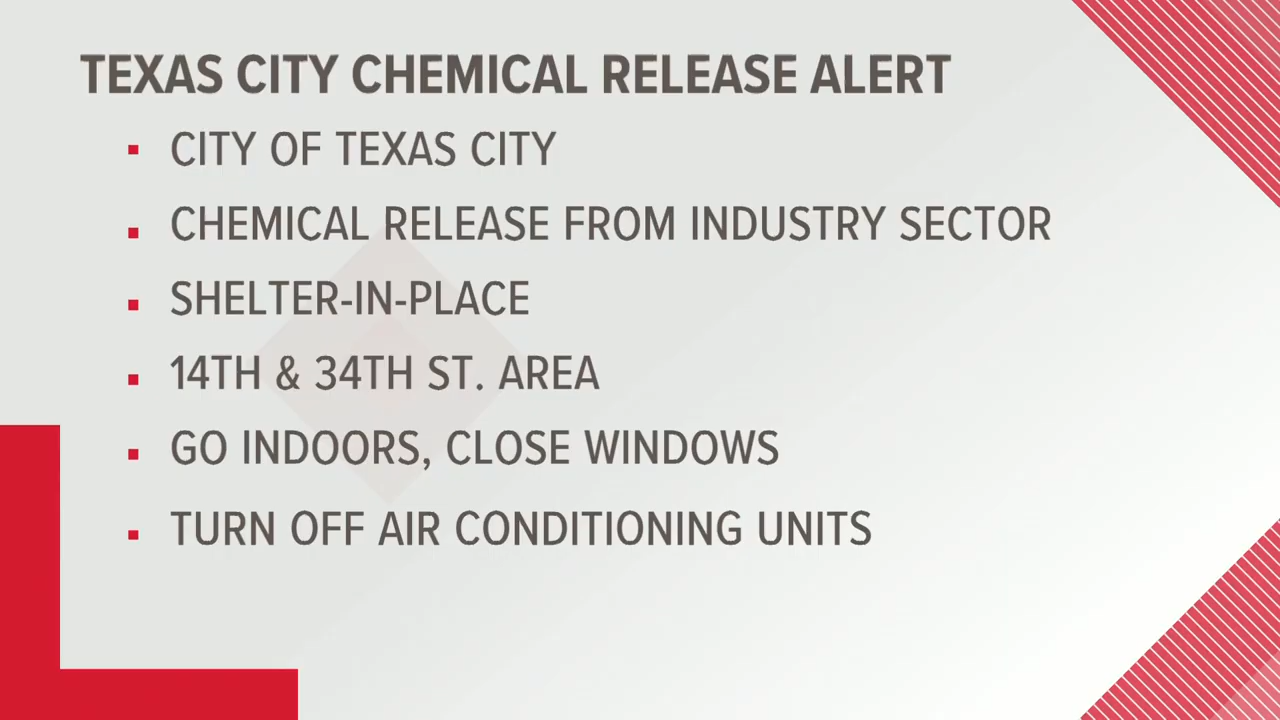 TEXAS CITY CHEMICAL RELEASE ALERT
CITY OF TEXAS CITY
CHEMICAL RELEASE FROM INDUSTRY SECTOR
SHELTER-IN-PLACE
14TH & 34TH ST. AREA
GO INDOORS, CLOSE WINDOWS
TURN OFF AIR CONDITIONING UNITS